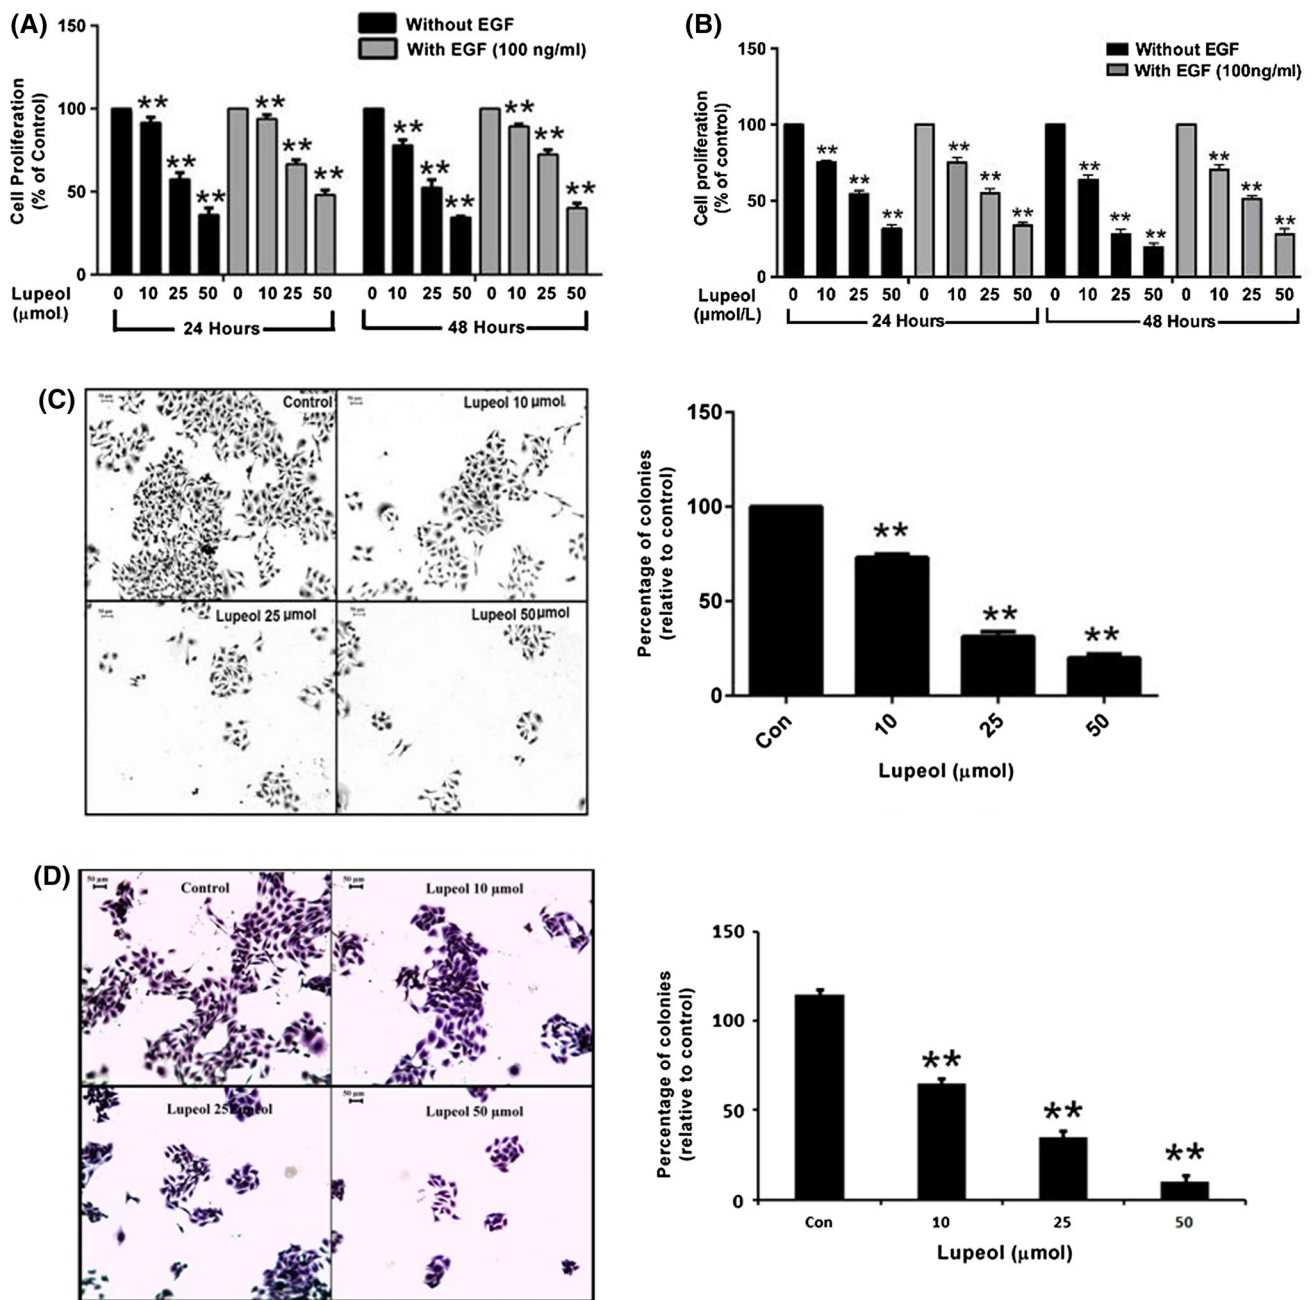 (A)
150
100
50
0
Cell Proliferation
(% of Control)
Without EGF
With EGF (100 ng/ml)
** ** ** ** ** ** ** ** ** ** ** **
Lupeol 0 10 25 50 0 10 25 50 0 10 25 50 0 10 25 50
(µmol)
24 Hours 48 Hours
(B)
150
100
50
0
Cell proliferation
(% of control)
Without EGF
With EGF (100ng/ml)
** ** ** ** ** ** ** ** ** ** ** **
Lupeol 0 10 25 50 0 10 25 50 0 10 25 50 0 10 25 50
(µmol/L)
24 Hours 48 Hours
(C)
Control
Lupeol 10 µmol
Lupeol 25 µmol
Lupeol 50 µmol
150
100
50
0
Percentage of colonies
(relative to control)
** ** **
Con 10 25 50
Lupeol (µmol)
(D)
50 µm
Control
50 µm
Lupeol 10 µmol
Lupeol 25
50 µm
Lupeol 50 µmol
150
100
50
0
Percentage of colonies
(relative to control)
** ** **
Con 10 25 50
Lupeol (µmol)